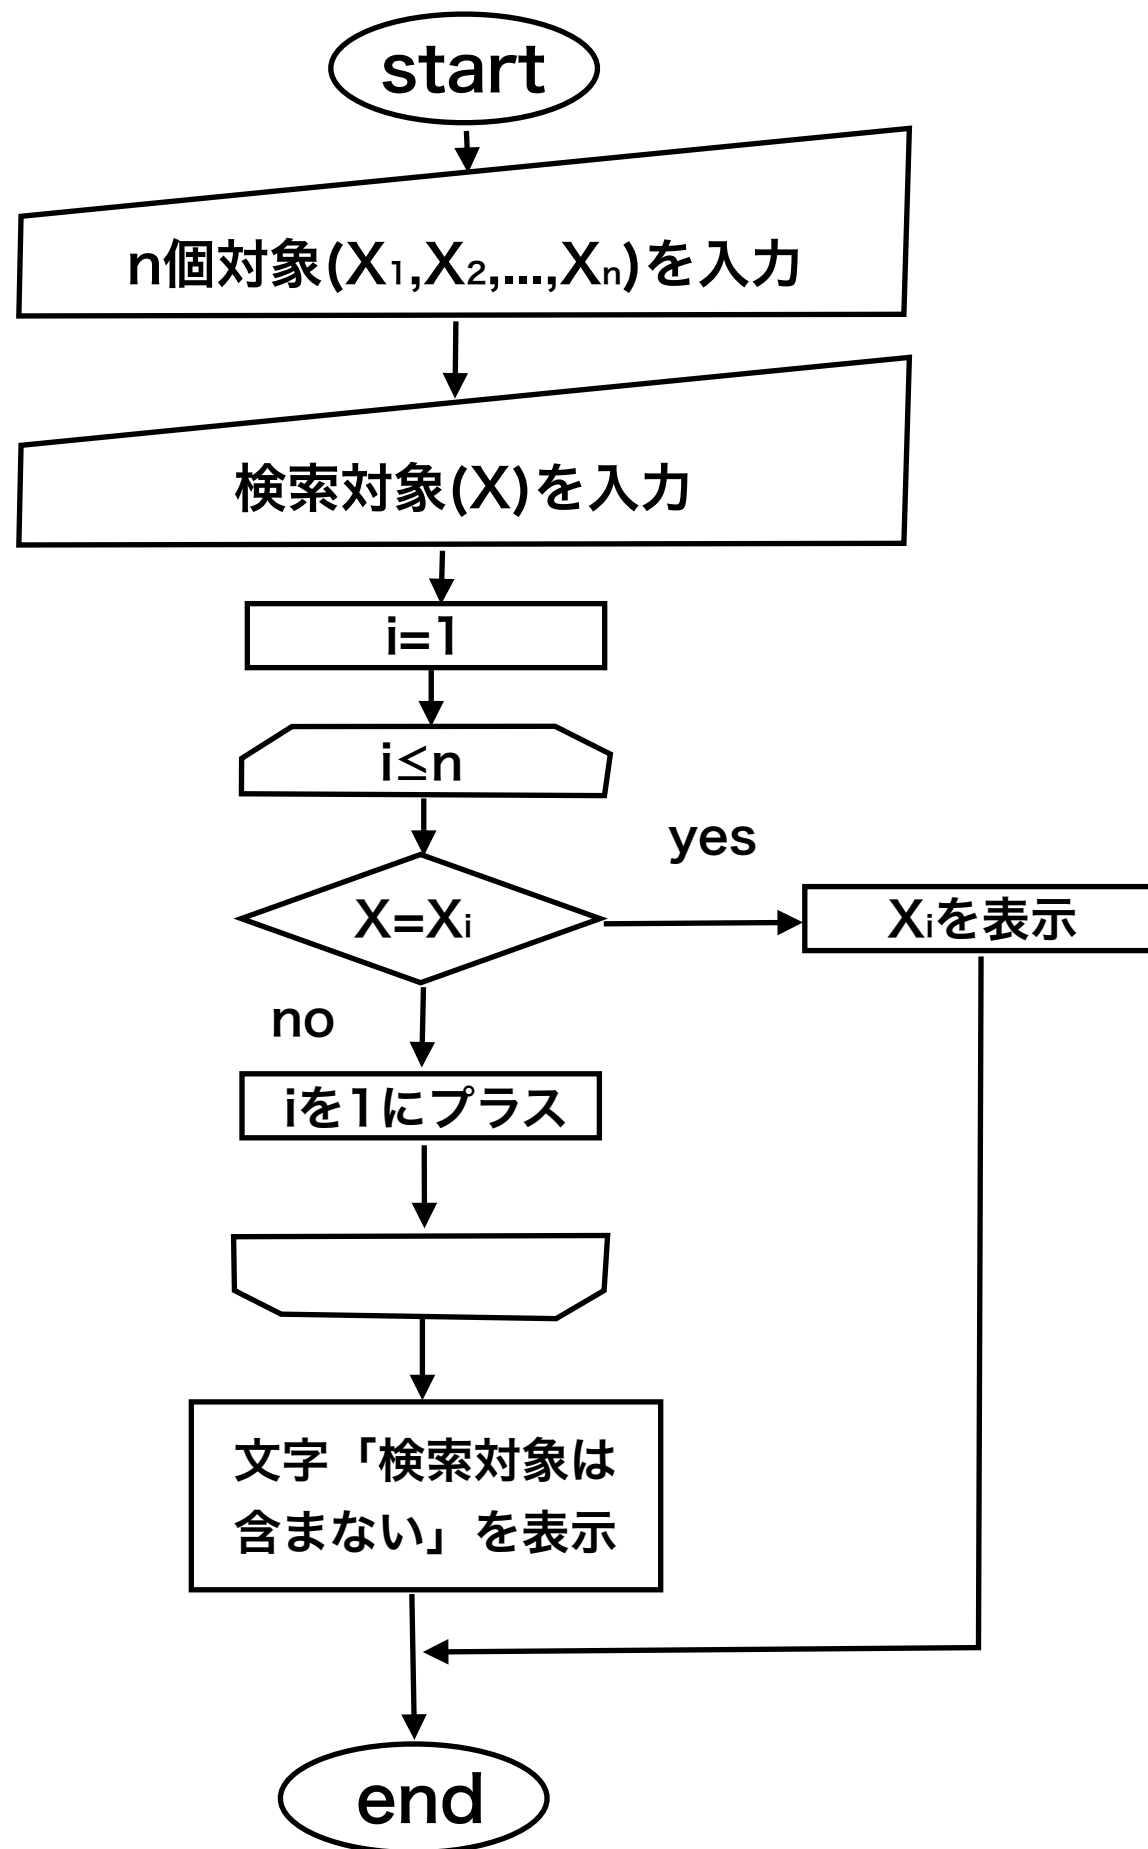 start
n個対象(X₁,X₂,...,Xₙ)を入力
検索対象(X)を入力
i=1
i≤n
yes
X=Xᵢ
Xᵢを表示
no
iを1にプラス
文字「検索対象は
含まない」を表示
end